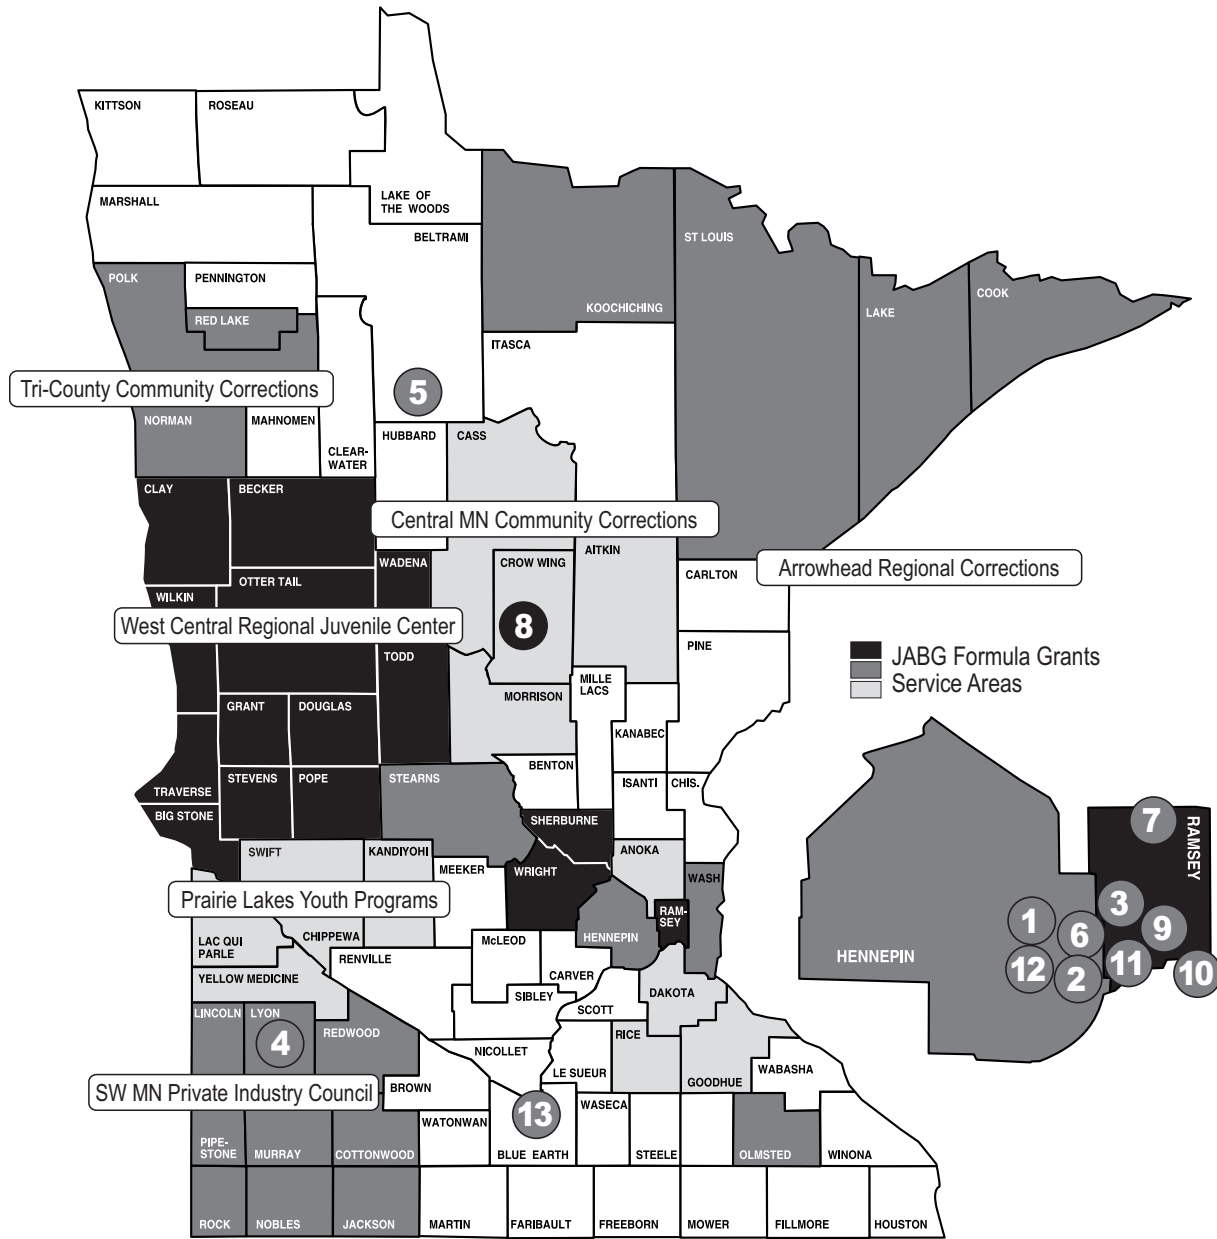 KITTSON
ROSEAU
LAKE OF
THE WOODS
MARSHALL
BELTRAMI
ST LOUIS
POLK
PENNINGTON
RED LAKE
KOOCHICHING
LAKE
COOK
ITASCA
Tri-County Community Corrections
5
NORMAN
MAHNOMEN
CLEAR-
WATER
HUBBARD
CASS
CLAY
BECKER
Central MN Community Corrections
AITKIN
OTTER TAIL
WADENA
CROW WING
CARLTON
Arrowhead Regional Corrections
WILKIN
West Central Regional Juvenile Center
8
TODD
PINE
JABG Formula Grants
Service Areas
MORRISON
MILLE
LACS
GRANT
DOUGLAS
KANABEC
BENTON
STEVENS
POPE
STEARNS
ISANTI
CHIS.
TRAVERSE
BIG STONE
SHERBURNE
SWIFT
KANDIYOHI
MEEKER
WRIGHT
ANOKA
WASH
Prairie Lakes Youth Programs
RAM-
SEY
LAC QUI
PARLE
CHIPPEWA
RENVILLE
McLEOD
HENNEPIN
CARVER
YELLOW MEDICINE
SIBLEY
SCOTT
DAKOTA
LINCOLN
LYON
4
REDWOOD
NICOLLET
LE SUEUR
RICE
GOODHUE
WABASHA
SW MN Private Industry Council
BROWN
WATONWAN
13
BLUE EARTH
WASECA
STEELE
OLMSTED
WINONA
PIPE-
STONE
MURRAY
COTTONWOOD
ROCK
NOBLES
JACKSON
MARTIN
FARIBAULT
FREEBORN
MOWER
FILLMORE
HOUSTON
HENNEPIN
RAMSEY
7
1
3
6
9
12
2
11
10